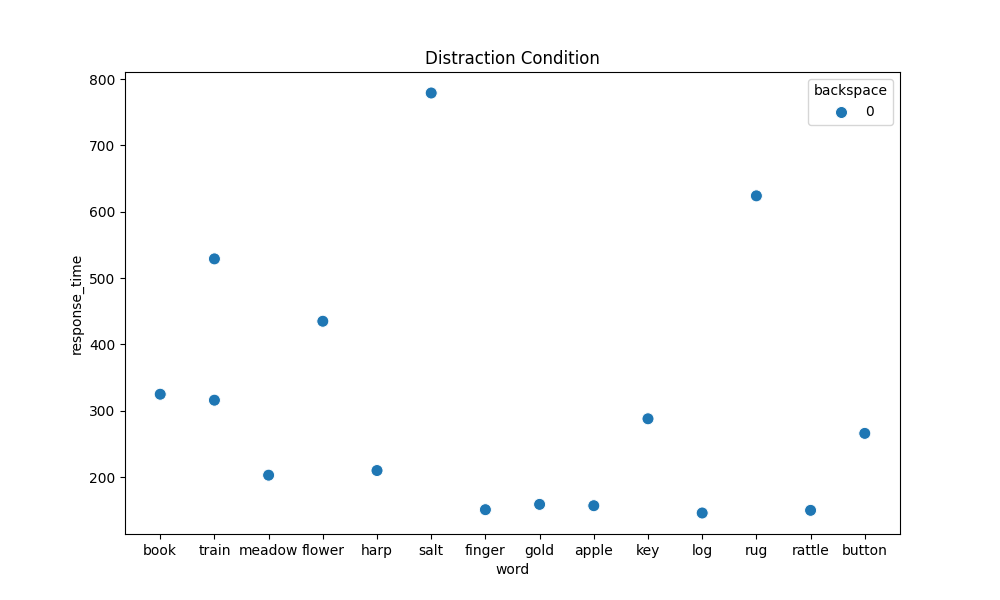 Distraction Condition
backspace
0
800
700
600
500
400
300
200
response_time
book train meadow flower harp salt finger gold apple key log rug rattle button
word